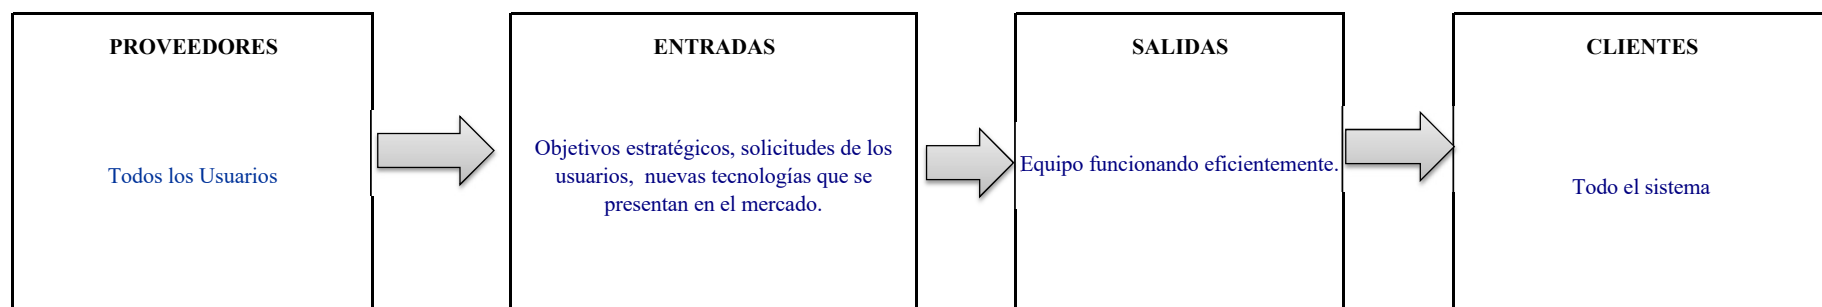 PROVEEDORES
Todos los Usuarios
ENTRADAS
Objetivos estratégicos, solicitudes de los
usuarios,  nuevas tecnologías que se
presentan en el mercado.
SALIDAS
Equipo funcionando eficientemente.
CLIENTES
Todo el sistema